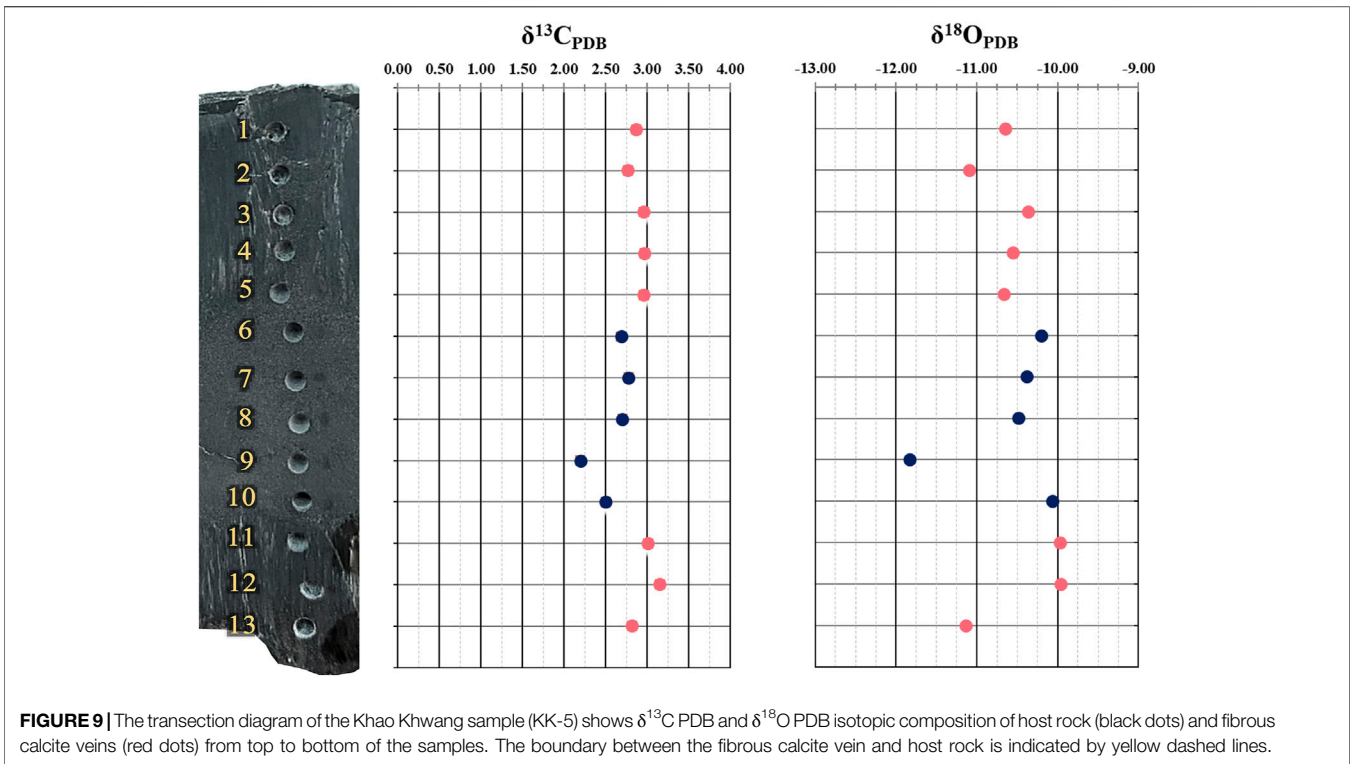 δ13CPDB
δ18OPDB
0.00 0.50 1.00 1.50 2.00 2.50 3.00 3.50 4.00
-13.00 -12.00 -11.00 -10.00 -9.00
1
2
3
4
5
6
7
8
9
10
11
12
13
FIGURE 9 | The transection diagram of the Khao Khwang sample (KK-5) shows δ13C PDB and δ18O PDB isotopic composition of host rock (black dots) and fibrous
calcite veins (red dots) from top to bottom of the samples. The boundary between the fibrous calcite vein and host rock is indicated by yellow dashed lines.